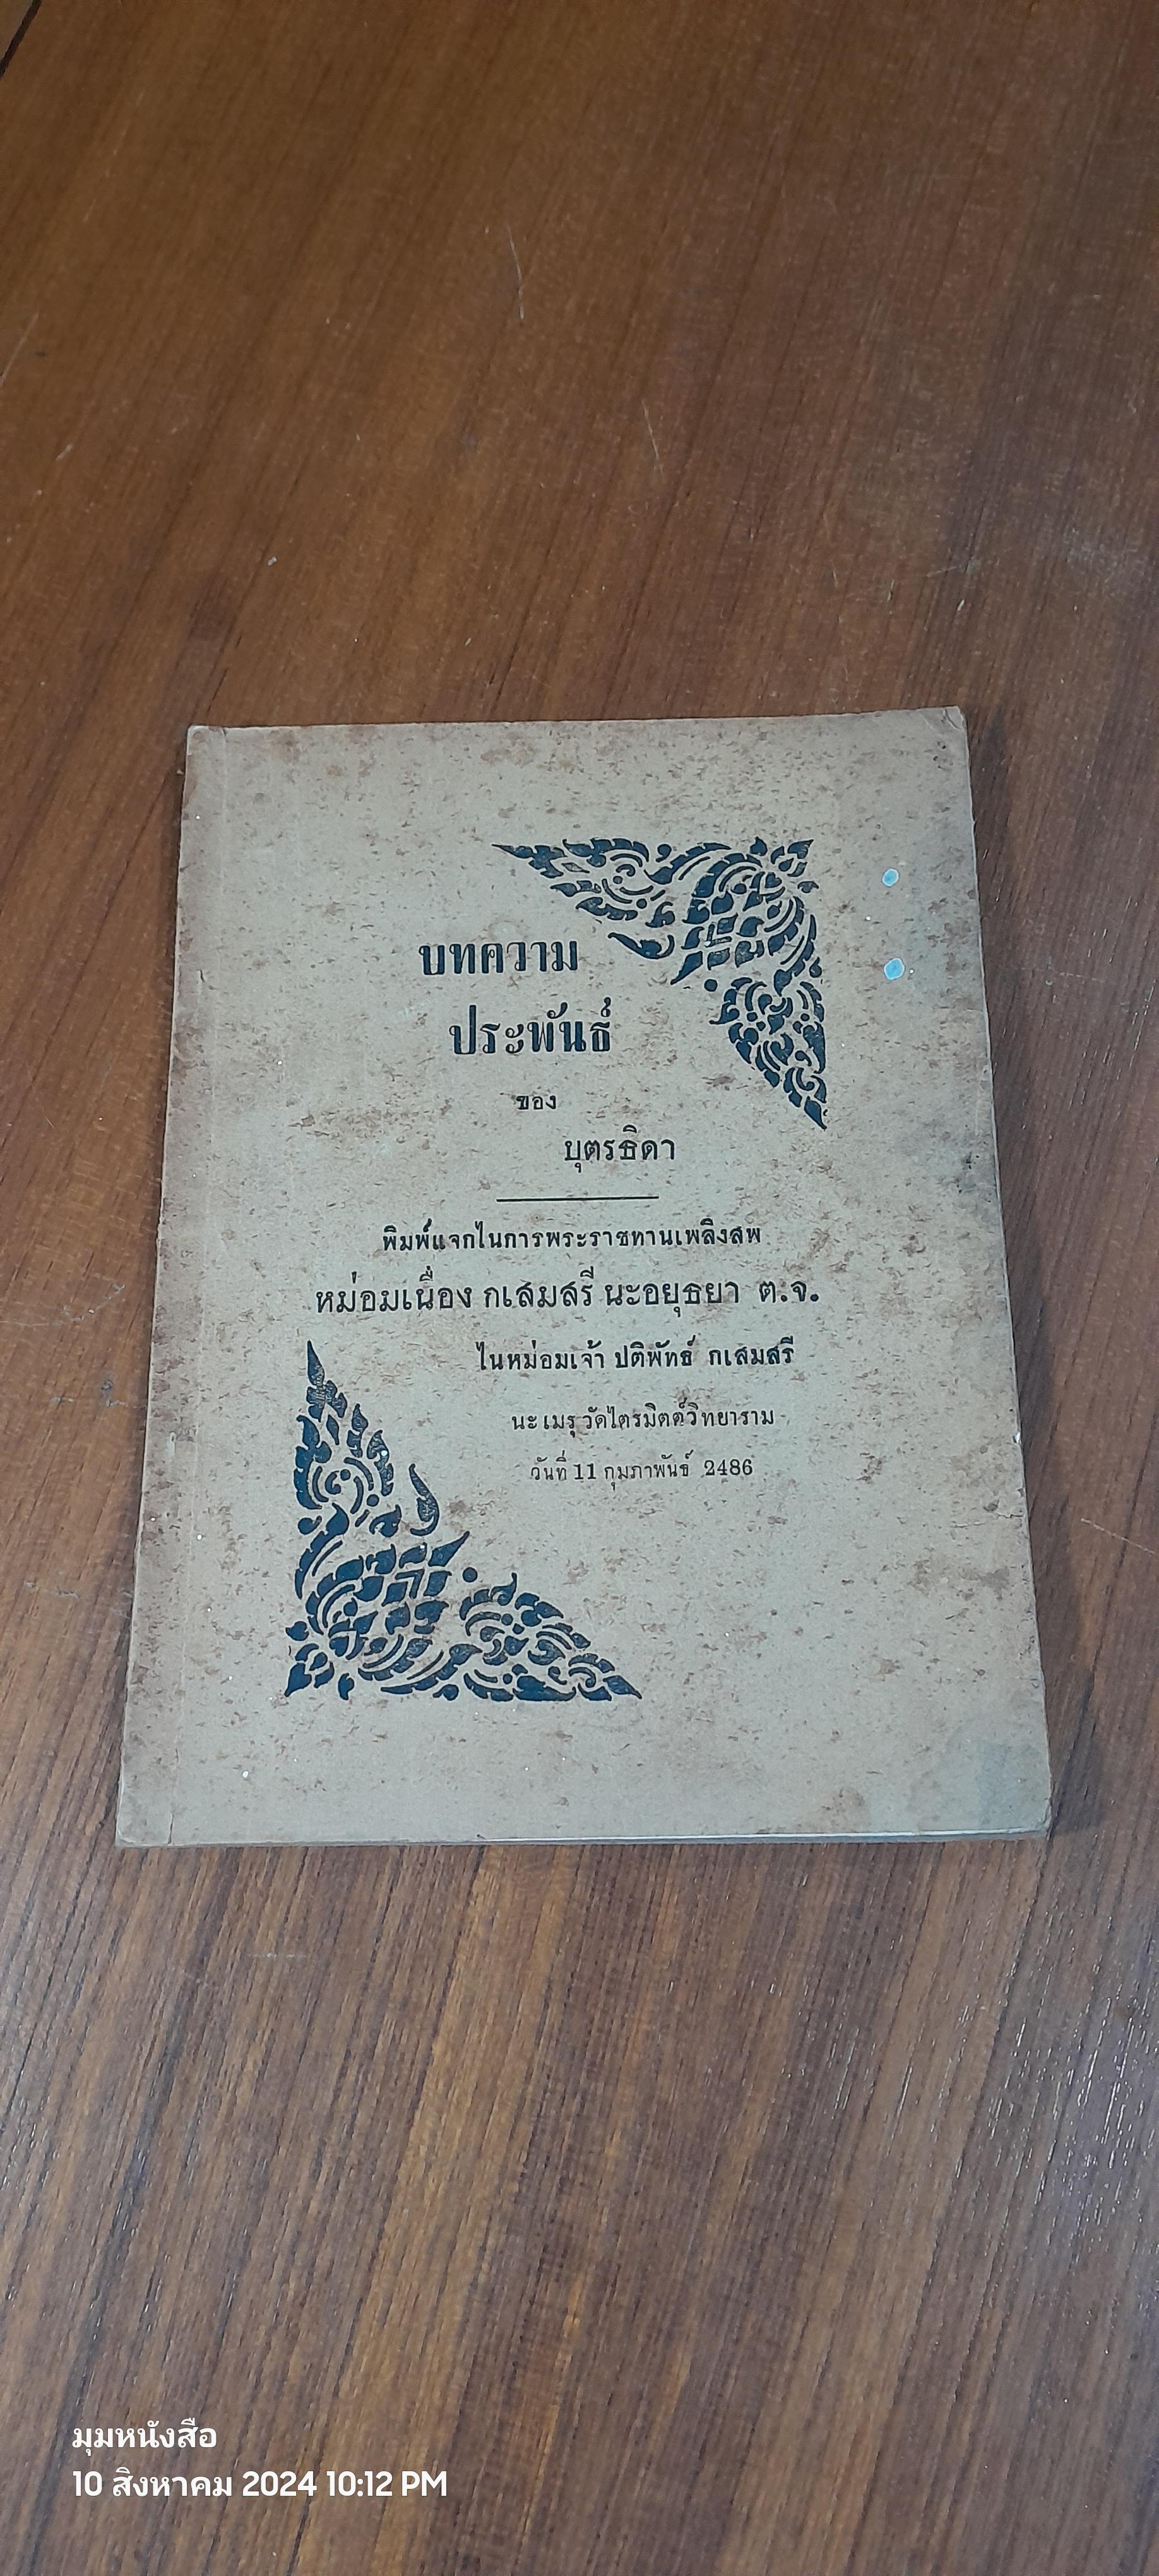 บทความ
ประพันธ์
ของ
บุตรธิดา
พิมพ์แจกไนการพระราชทานเพลิงสพ
หม่อมเนื่อง กเสมสรี นะอยุธยา ต.จ.
ไนหม่อมเจ้า ปติพัทธ์ กเสมสรี
นะ เมรุ วัดไตรมิตต์วิทยาราม
วันที่ 11 กุมภาพันธ์ 2486
มุมหนังสือ
10 สิงหาคม 2024 10:12 PM